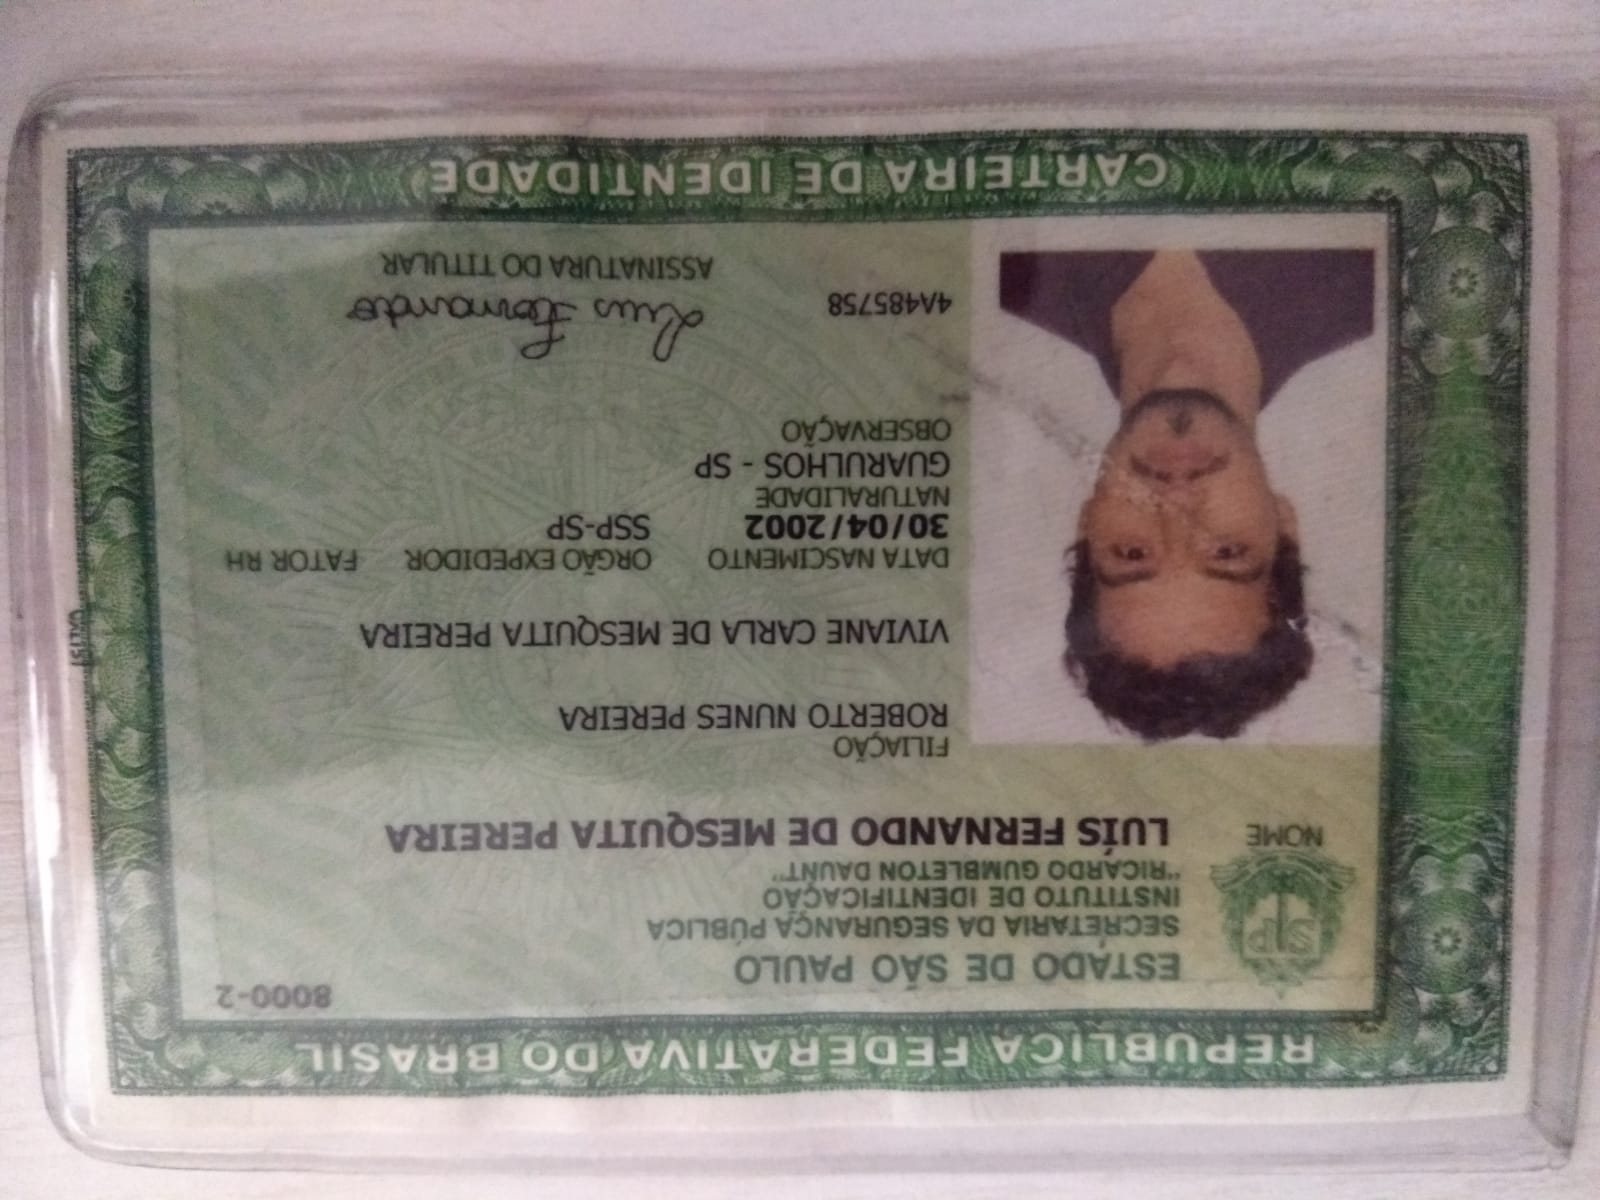 REPÚBLICA FEDERATIVA DO BRASIL
8000-2
ESTADO DE SÃO PAULO
SECRETARIA DA SEGURANÇA PÚBLICA
INSTITUTO DE IDENTIFICAÇÃO
"RICARDO GUMBLETON DAUNT"
NOME LUÍS FERNANDO DE MESQUITA PEREIRA
FILIAÇÃO
ROBERTO NUNES PEREIRA
VIVIANE CARLA DE MESQUITA PEREIRA
DATA NASCIMENTO ORGÃO EXPEDIDOR FATOR RH
30/04/2002 SSP-SP
NATURALIDADE
GUARULHOS - SP
OBSERVAÇÃO
4A485758 Luis Fernando
ASSINATURA DO TITULAR
CARTEIRA DE IDENTIDADE